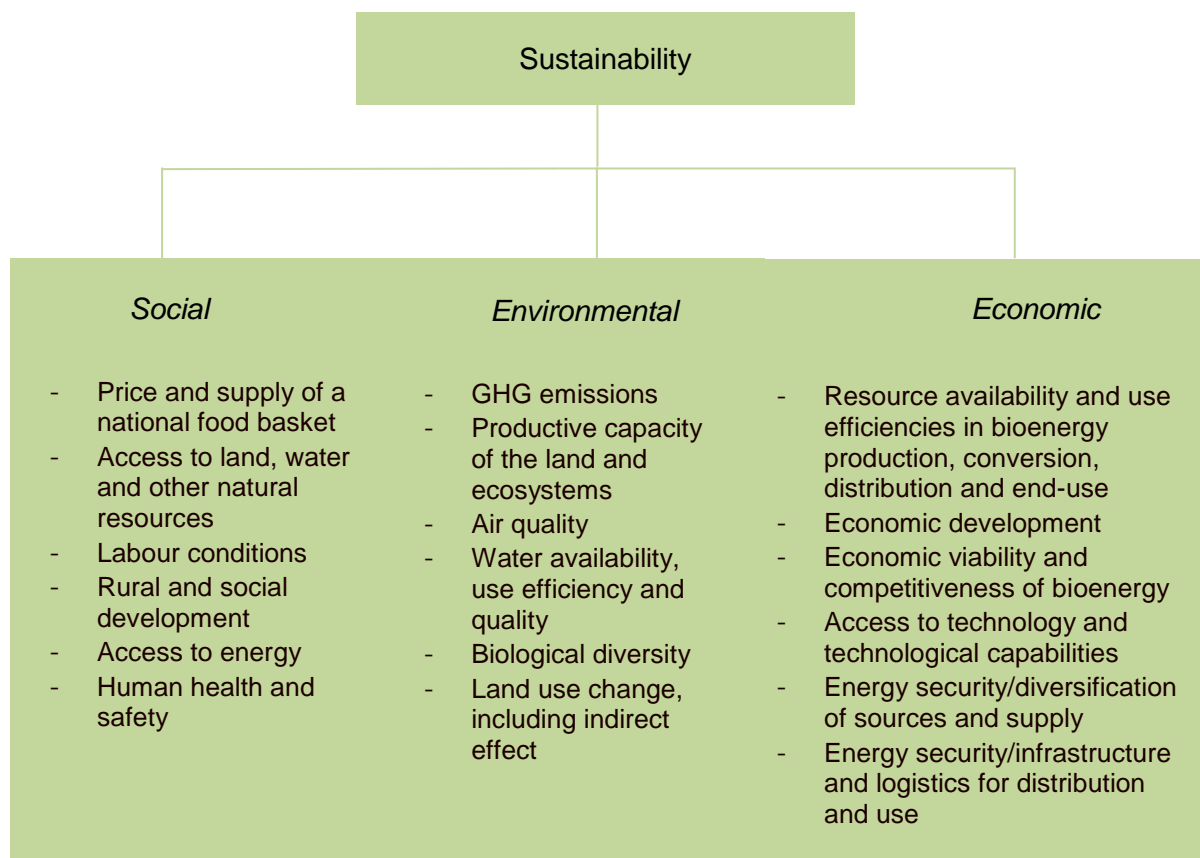 Sustainability
Social
- Price and supply of a
national food basket
- Access to land, water
and other natural
resources
- Labour conditions
- Rural and social
development
- Access to energy
- Human health and
safety
Environmental
- GHG emissions
- Productive capacity
of the land and
ecosystems
- Air quality
- Water availability,
use efficiency and
quality
- Biological diversity
- Land use change,
including indirect
effect
Economic
- Resource availability and use
efficiencies in bioenergy
production, conversion,
distribution and end-use
- Economic development
- Economic viability and
competitiveness of bioenergy
- Access to technology and
technological capabilities
- Energy security/diversification
of sources and supply
- Energy security/infrastructure
and logistics for distribution
and use